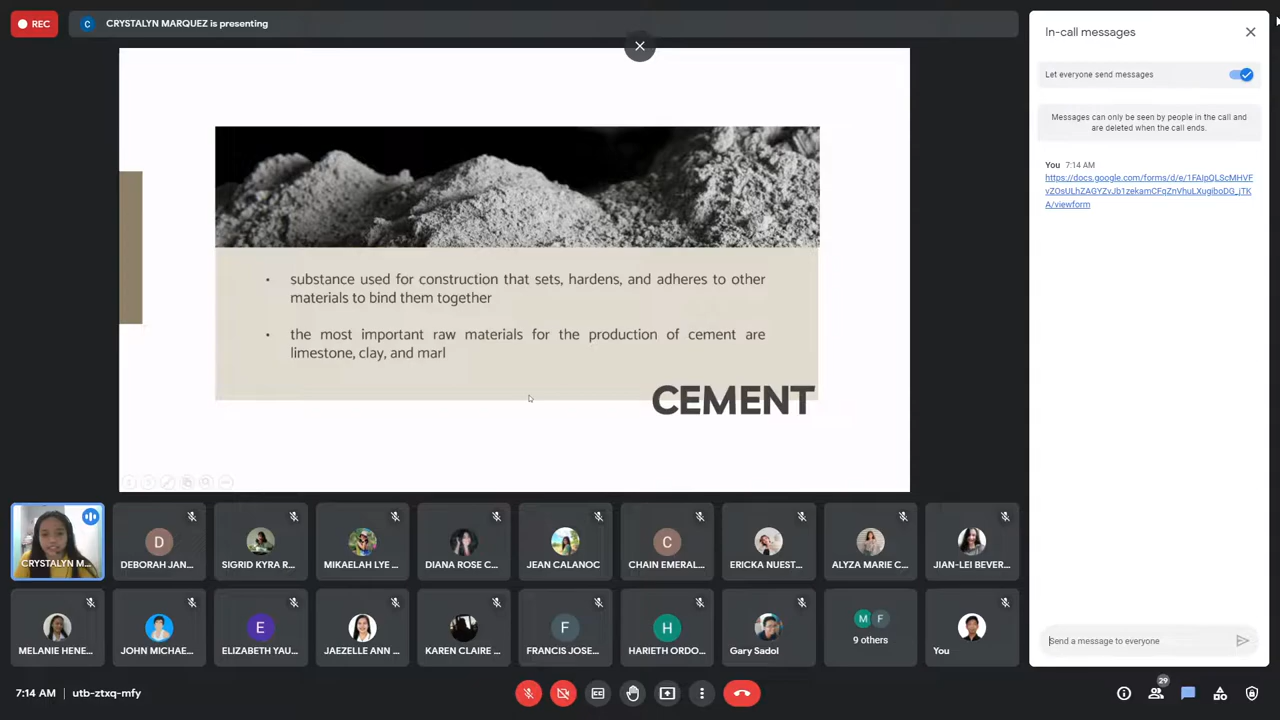 REC
CRYSTALYN MARQUEZ is presenting
substance used for construction that sets, hardens, and adheres to other
materials to bind them together
the most important raw materials for the production of cement are
limestone, clay, and marl
CEMENT
CRYSTALYN M...
D
DEBORAH JAN...
SIGRID KYRA R...
MIKAELAH LYE ...
DIANA ROSE C...
JEAN CALANOC
C
CHAIN EMERAL...
ERICKA NUEST...
ALYZA MARIE C...
JIAN-LEI BEVER...
MELANIE HENE...
JOHN MICHAE...
E
ELIZABETH YAU...
JAEZELLE ANN ...
KAREN CLAIRE ...
F
FRANCIS JOSE...
H
HARIETH ORDO...
Gary Sadol
M F
9 others
You
7:14 AM | utb-ztxq-mfy
29
In-call messages
Let everyone send messages
Messages can only be seen by people in the call and
are deleted when the call ends.
You 7:14 AM
Send a message to everyone